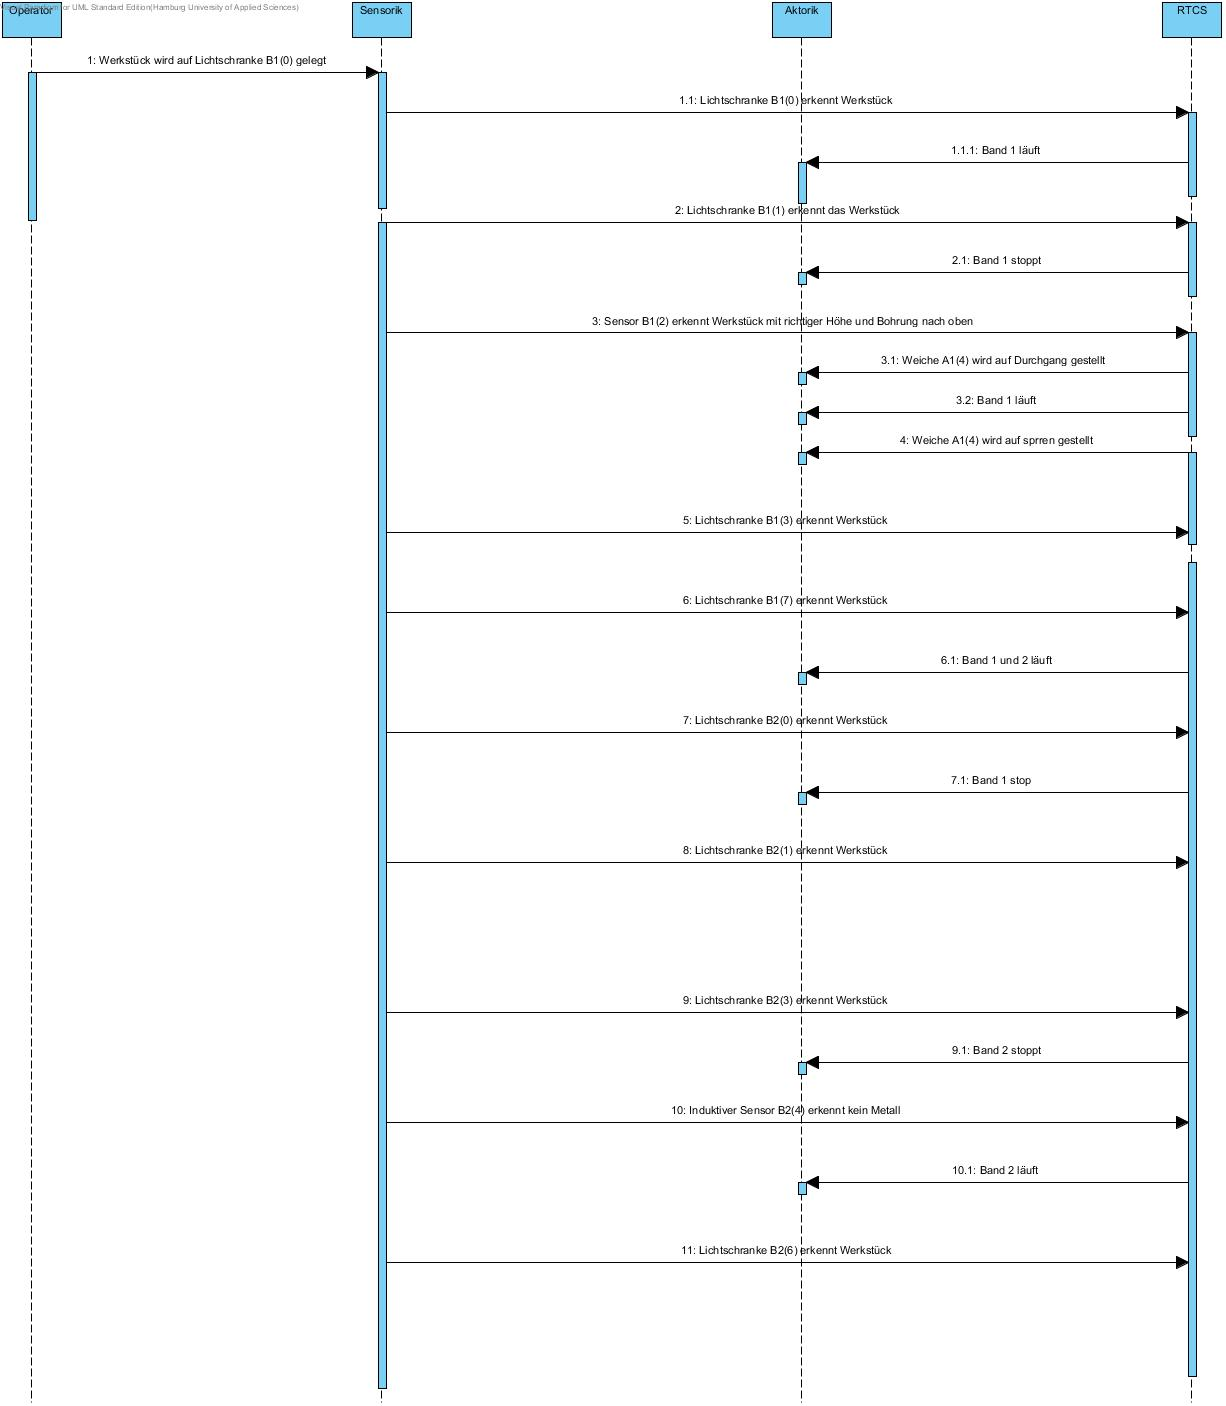 for UML Standard Edition(Hamburg University of Applied Sciences)
Operator
Sensorik
Aktorik
RTCS
1: Werkstück wird auf Lichtschranke B1(0) gelegt
1.1: Lichtschranke B1(0) erkennt Werkstück
1.1.1: Band 1 läuft
2: Lichtschranke B1(1) erkennt das Werkstück
2.1: Band 1 stoppt
3: Sensor B1(2) erkennt Werkstück mit richtiger Höhe und Bohrung nach oben
3.1: Weiche A1(4) wird auf Durchgang gestellt
3.2: Band 1 läuft
4: Weiche A1(4) wird auf sprren gestellt
5: Lichtschranke B1(3) erkennt Werkstück
6: Lichtschranke B1(7) erkennt Werkstück
6.1: Band 1 und 2 läuft
7: Lichtschranke B2(0) erkennt Werkstück
7.1: Band 1 stop
8: Lichtschranke B2(1) erkennt Werkstück
9: Lichtschranke B2(3) erkennt Werkstück
9.1: Band 2 stoppt
10: Induktiver Sensor B2(4) erkennt kein Metall
10.1: Band 2 läuft
11: Lichtschranke B2(6) erkennt Werkstück